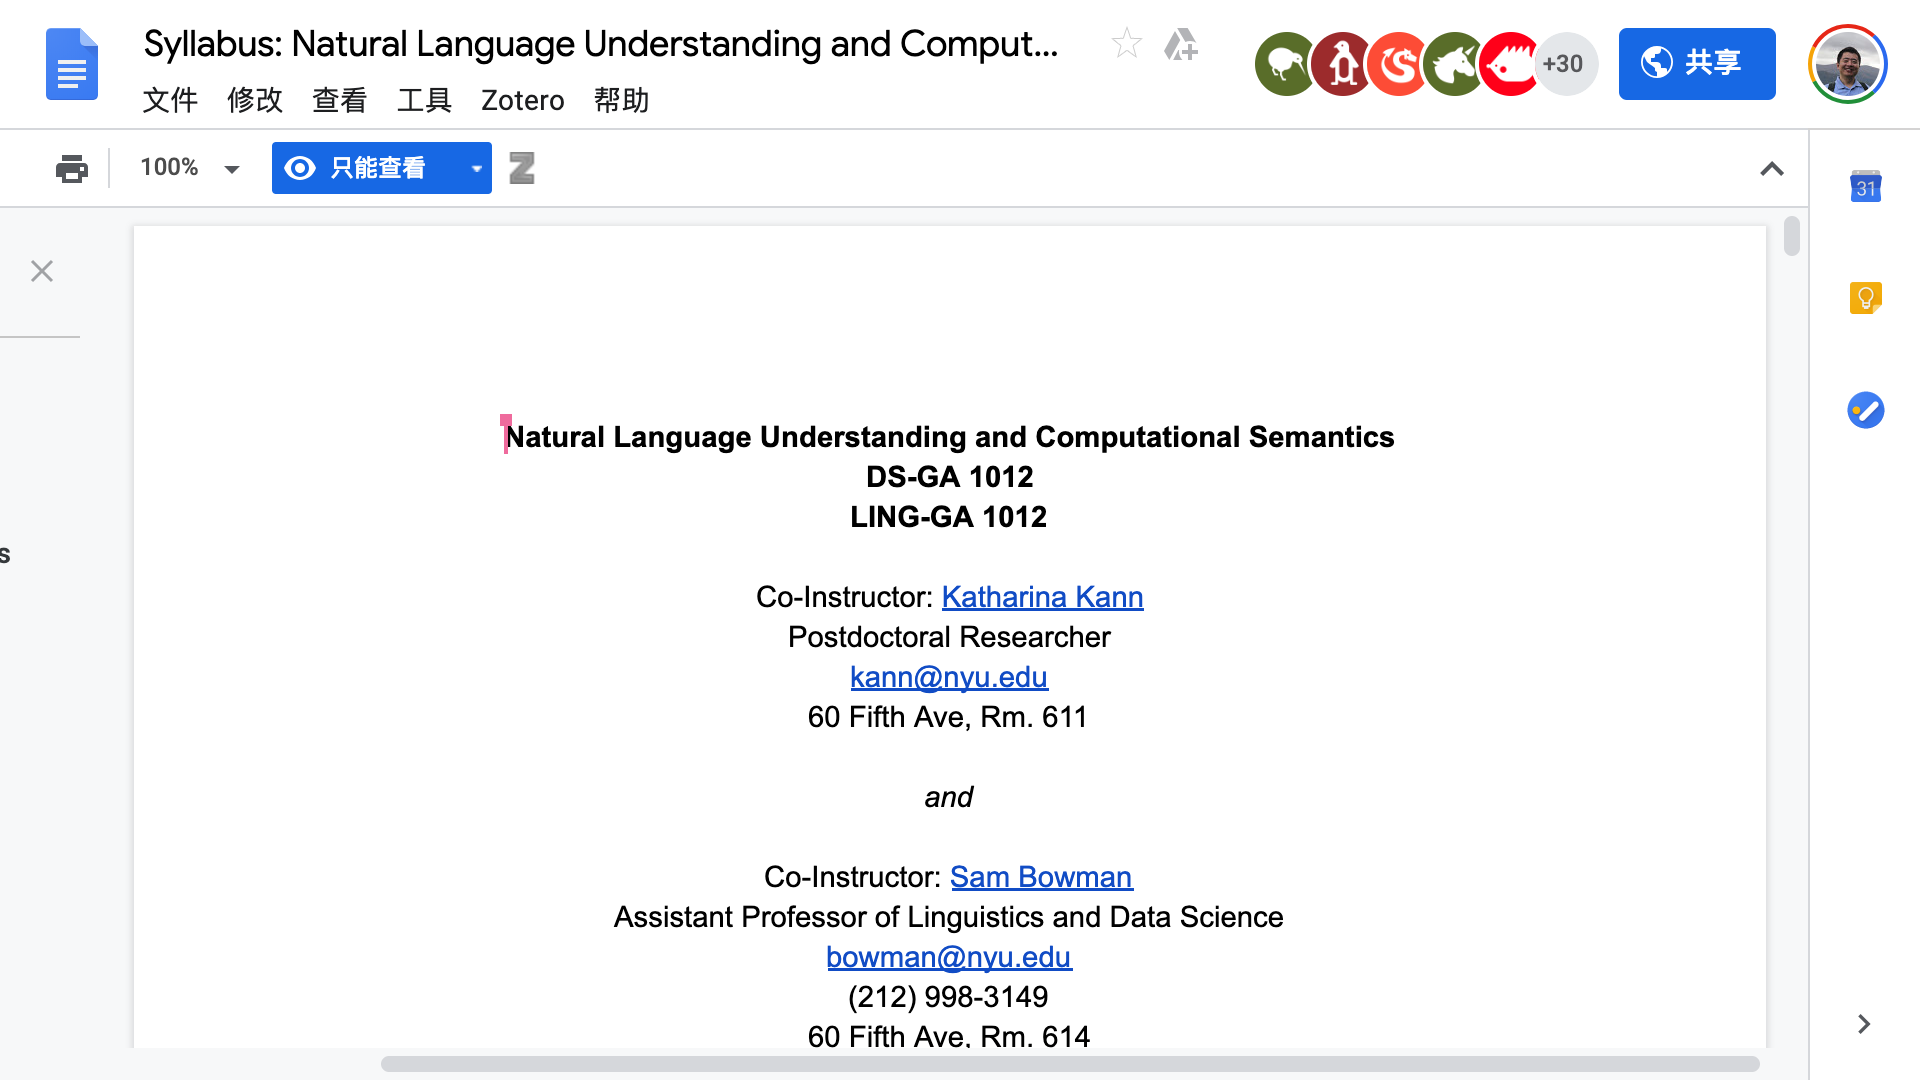 Syllabus: Natural Language Understanding and Comput...
文件 修改 查看 工具 Zotero 帮助
+30
共享
100%
只能查看
Z
31
s
Natural Language Understanding and Computational Semantics
DS-GA 1012
LING-GA 1012
Co-Instructor: Katharina Kann
Postdoctoral Researcher
kann@nyu.edu
60 Fifth Ave, Rm. 611
and
Co-Instructor: Sam Bowman
Assistant Professor of Linguistics and Data Science
bowman@nyu.edu
(212) 998-3149
60 Fifth Ave, Rm. 614